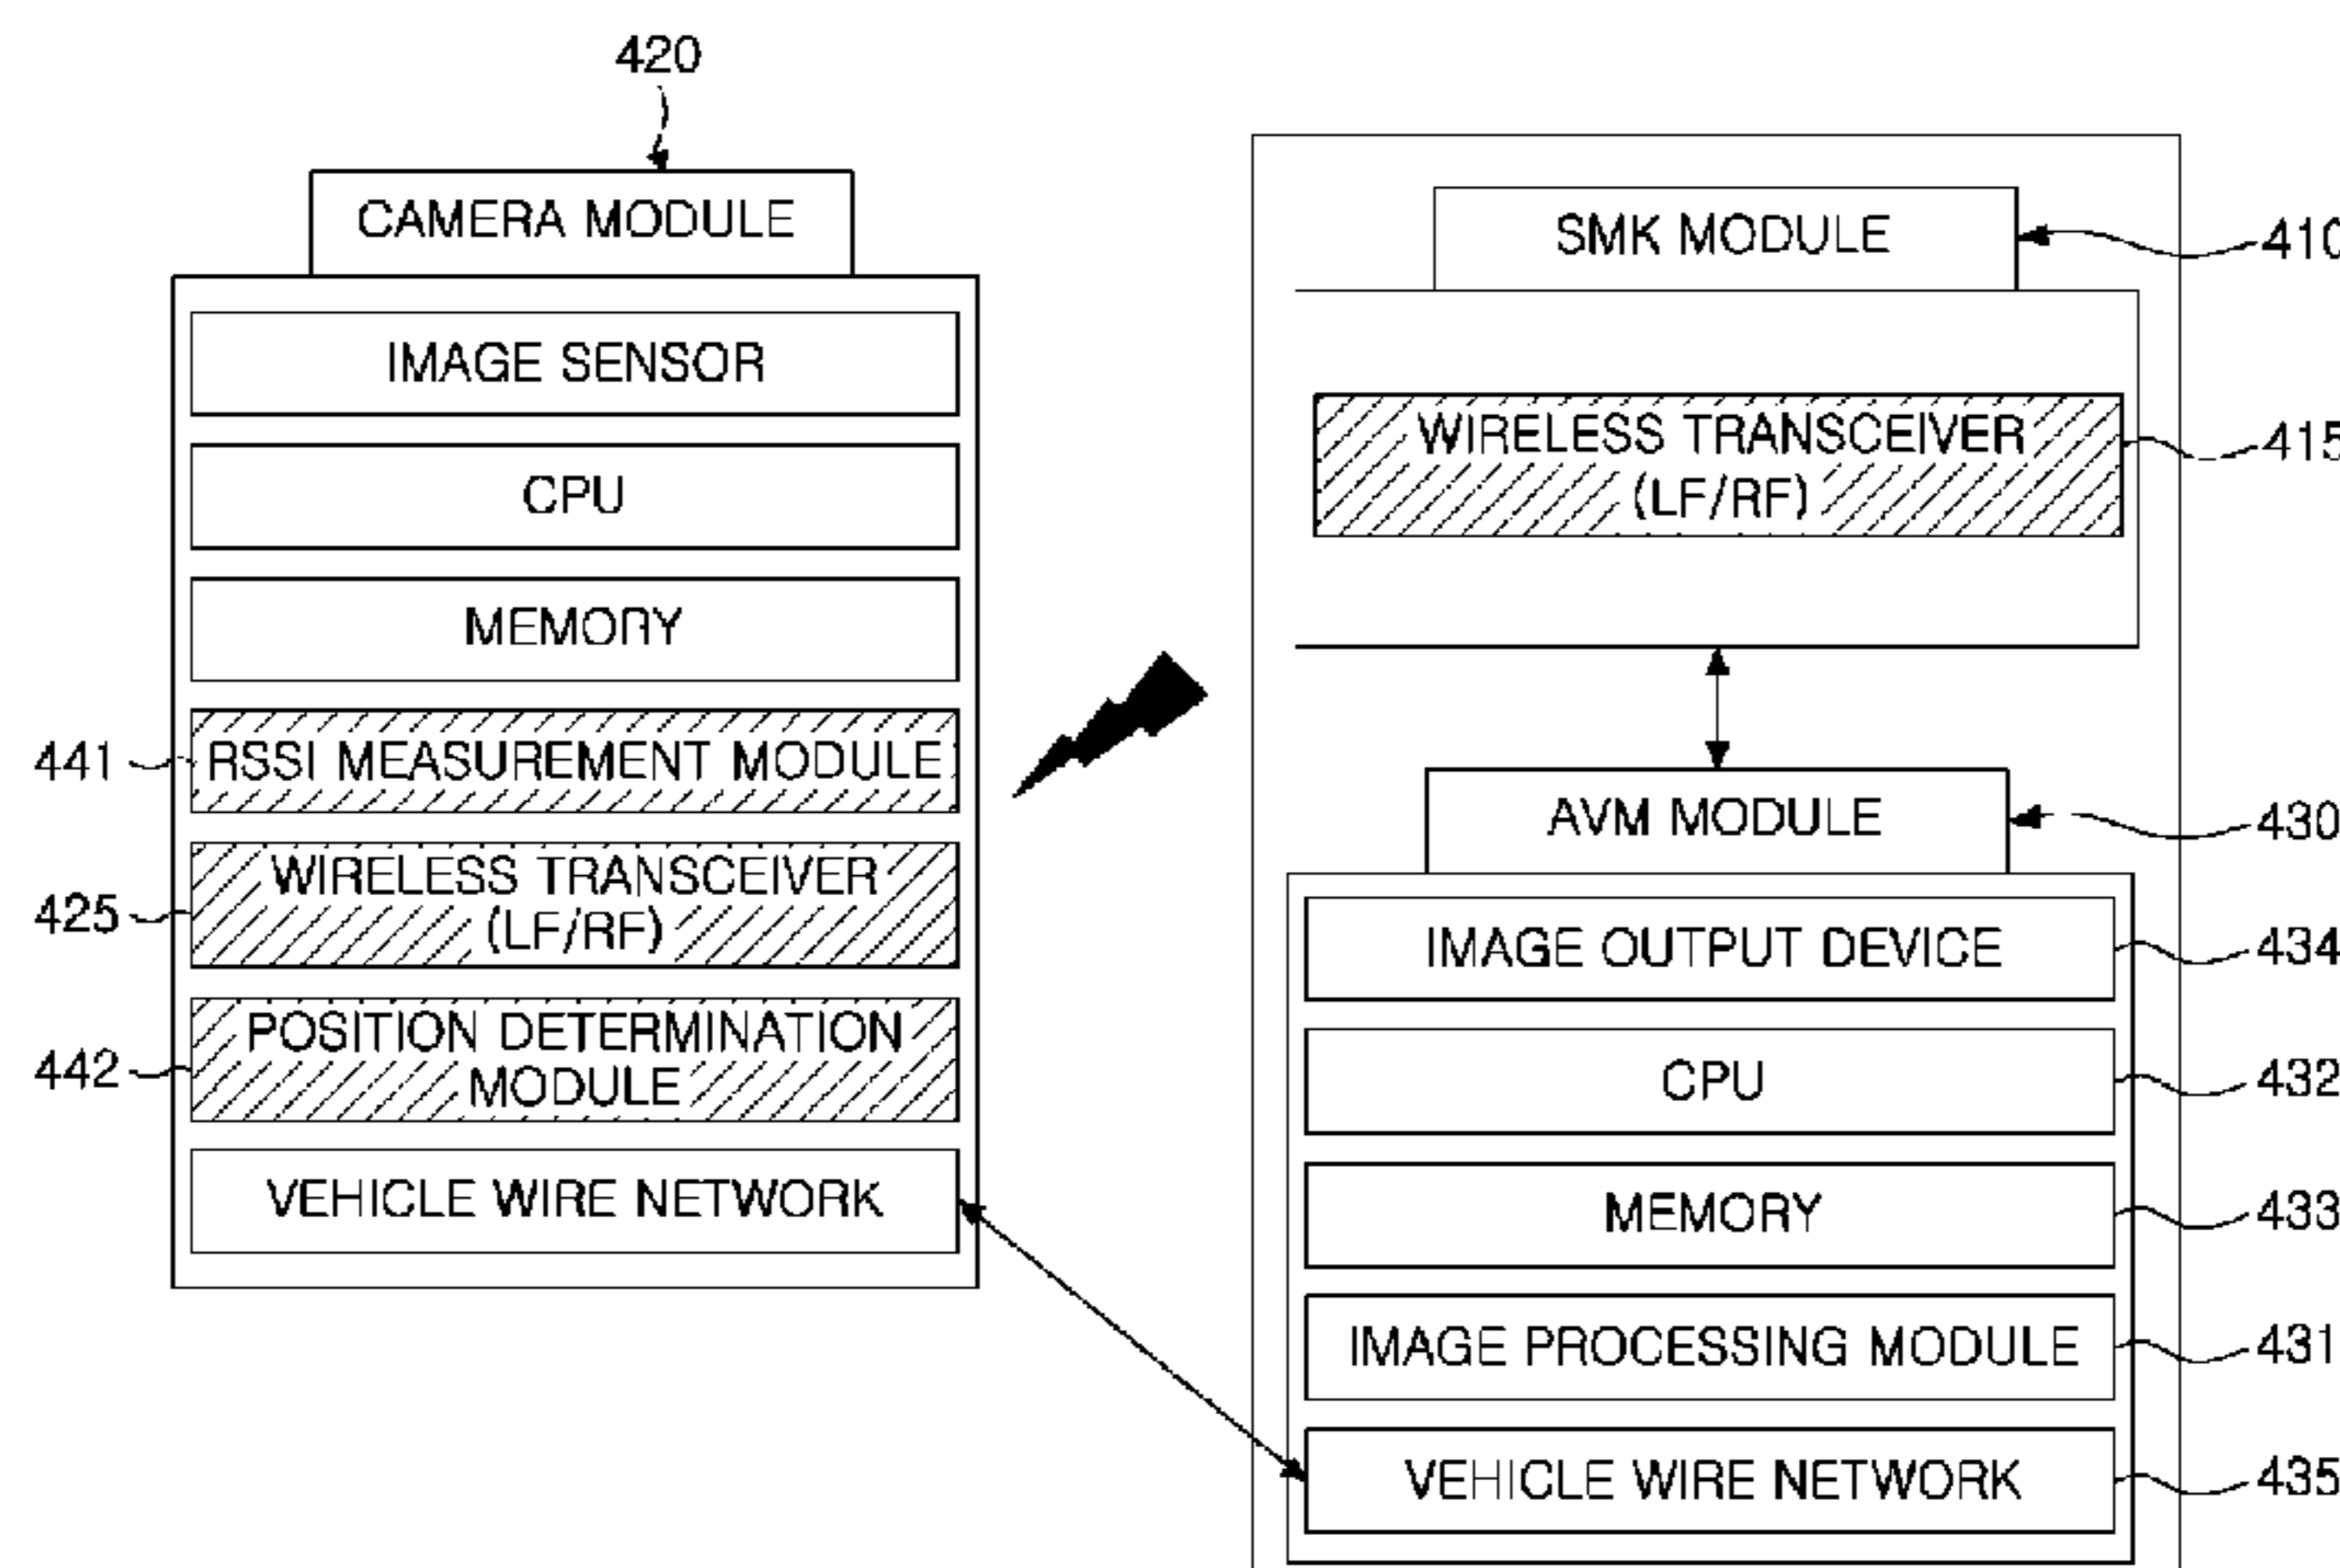 420
CAMERA MODULE
IMAGE SENSOR
CPU
MEMORY
441
RSSI MEASUREMENT MODULE
425
WIRELESS TRANSCEIVER
(LF/RF)
442
POSITION DETERMINATION
MODULE
VEHICLE WIRE NETWORK
SMK MODULE
410
WIRELESS TRANSCEIVER
(LF/RF)
415
AVM MODULE
430
IMAGE OUTPUT DEVICE
434
CPU
432
MEMORY
433
IMAGE PROCESSING MODULE
431
VEHICLE WIRE NETWORK
435